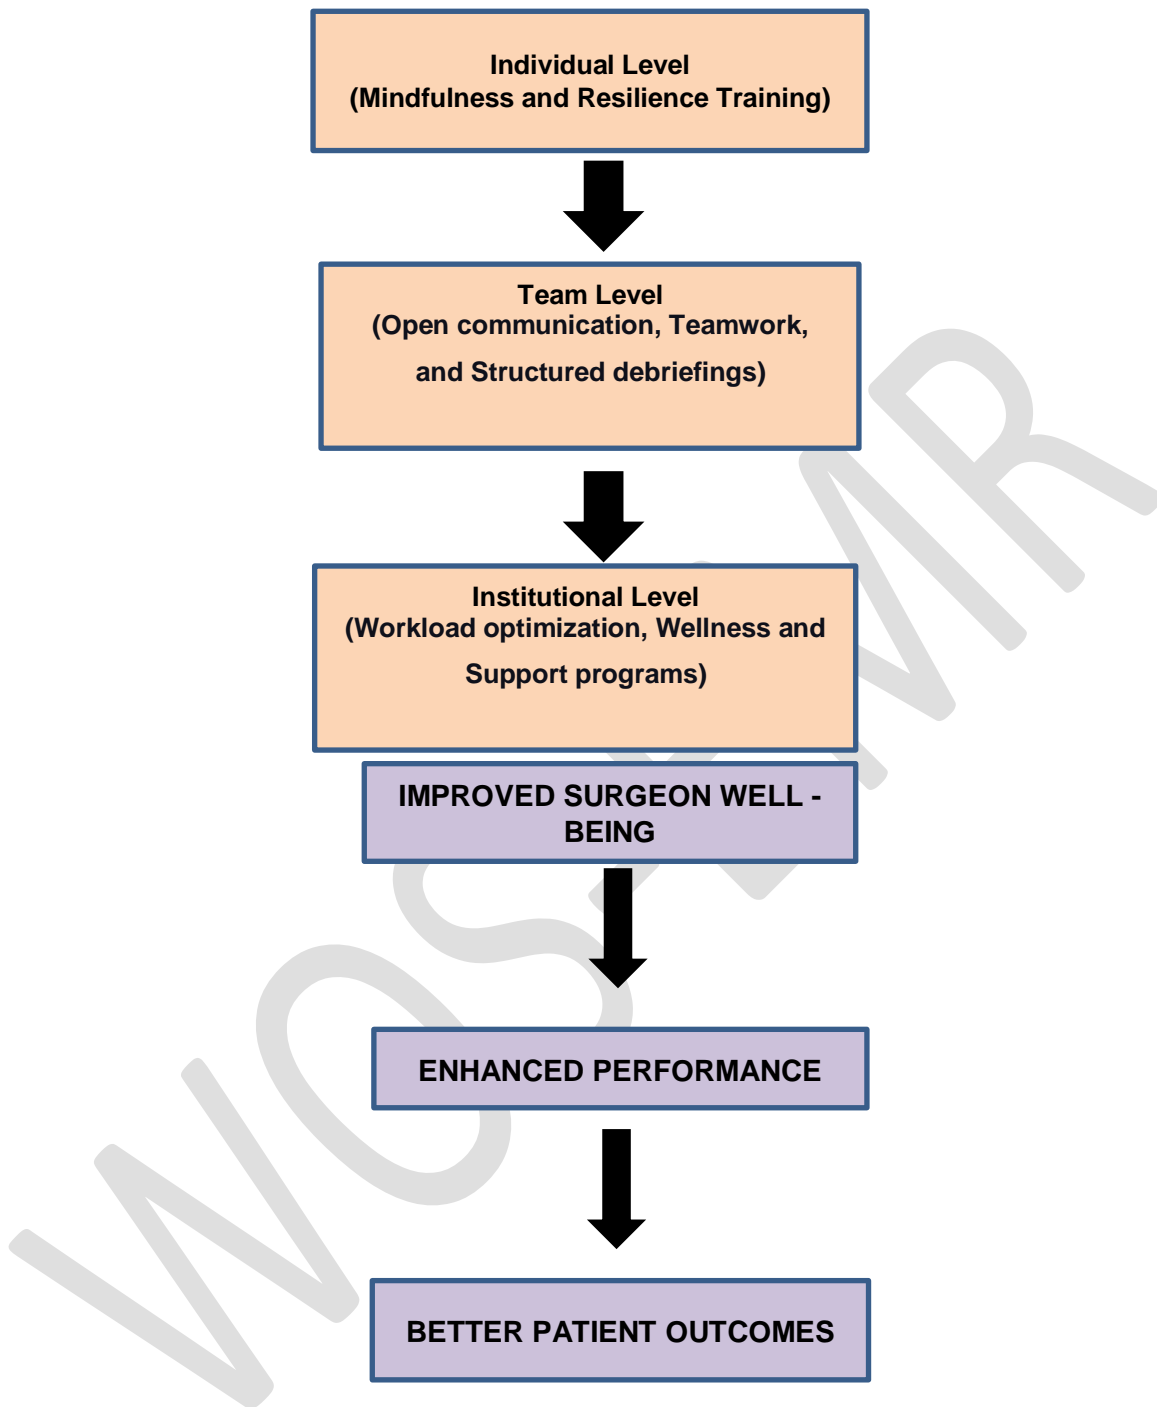 Individual Level
(Mindfulness and Resilience Training)
Team Level
(Open communication, Teamwork,
and Structured debriefings)
Institutional Level
(Workload optimization, Wellness and
Support programs)
IMPROVED SURGEON WELL -
BEING
ENHANCED PERFORMANCE
BETTER PATIENT OUTCOMES